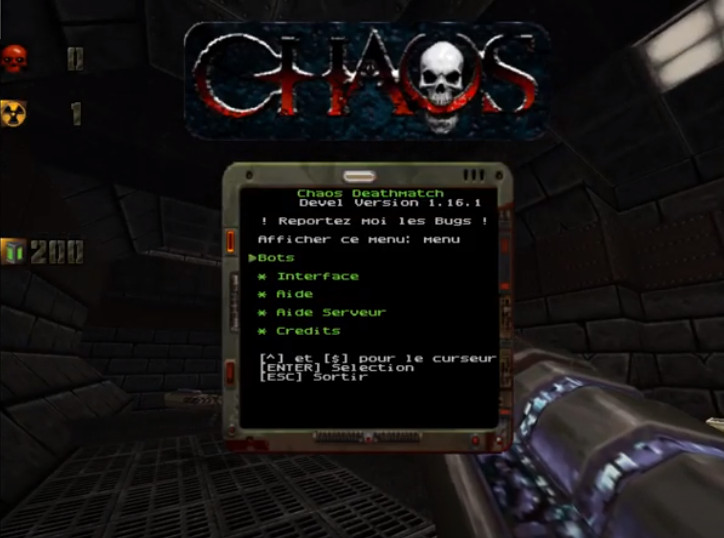 CHAOS
0
1
200
Chaos Deathmatch
Devel Version 1.16.1
! Reportez moi les Bugs !
Afficher ce menu: menu
Bots
* Interface
* Aide
* Aide Serveur
* Credits
[^] et [$] pour le curseur
[ENTER] Selection
[ESC] Sortir